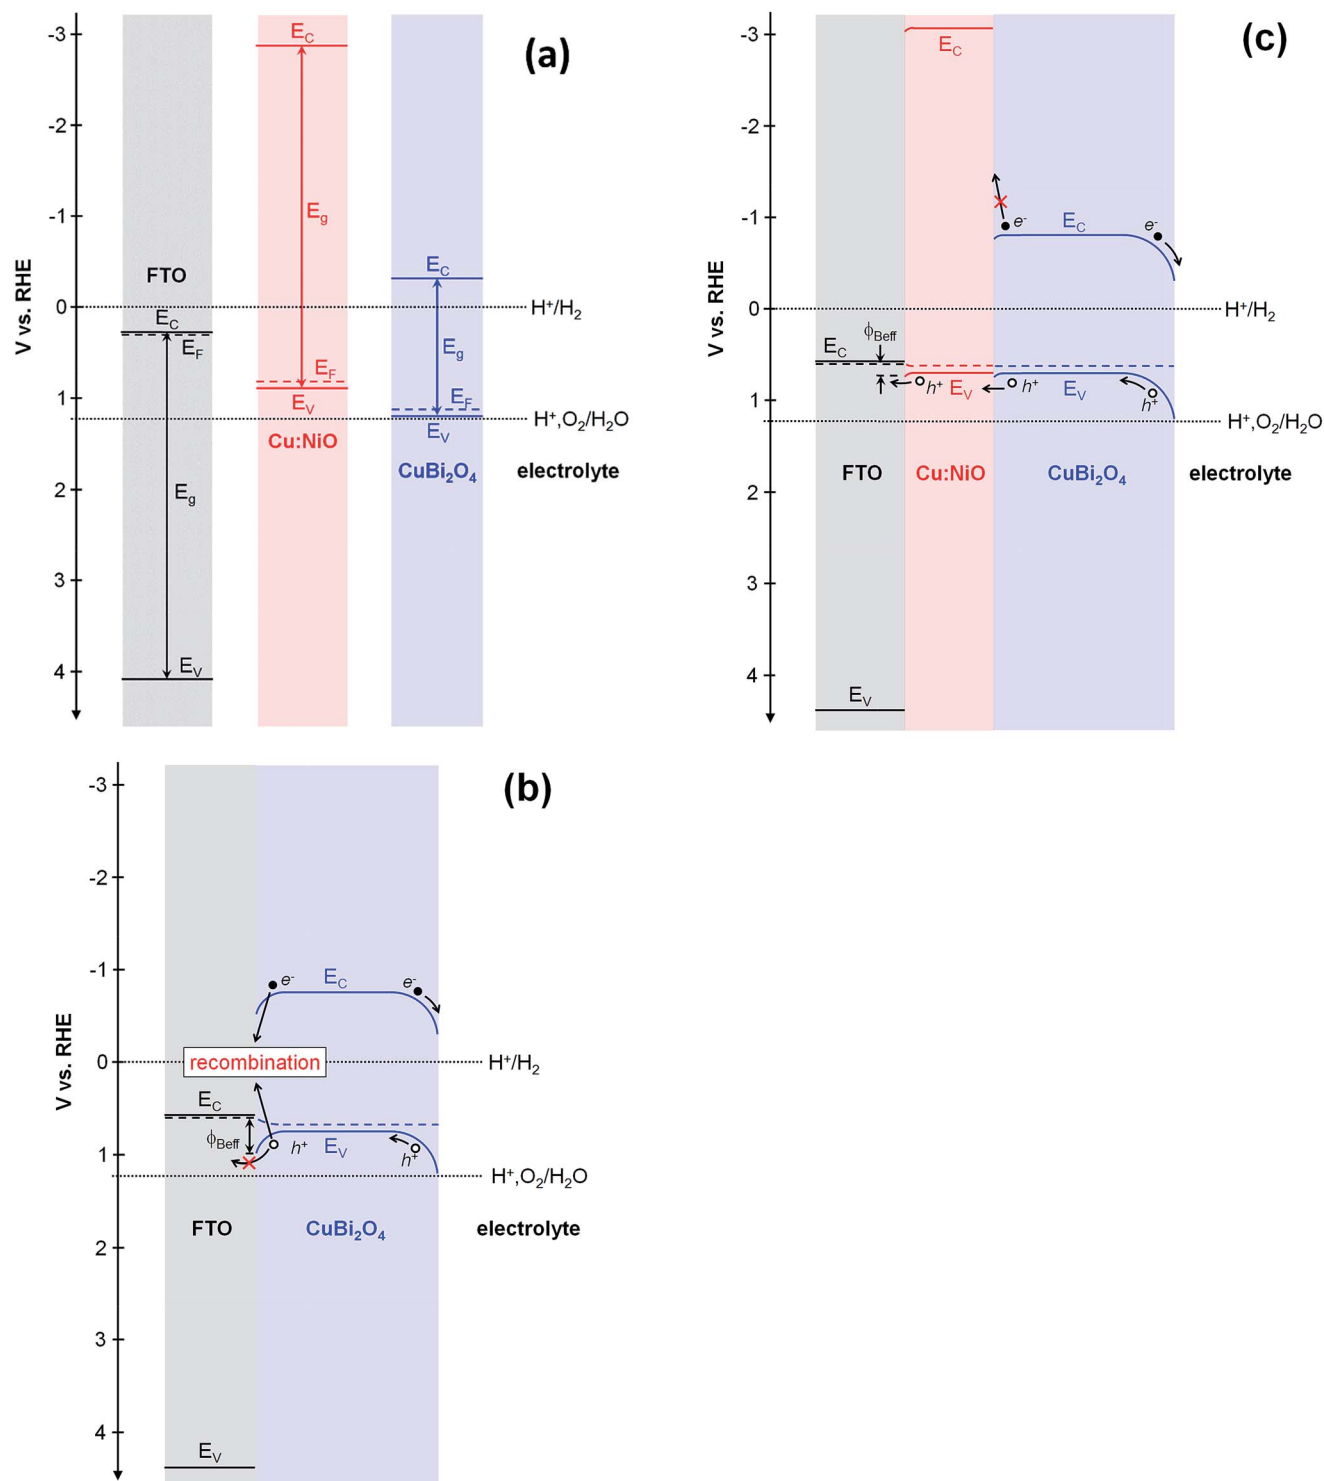 (a)
V vs. RHE
-3
-2
-1
0
1
2
3
4
FTO
E_C
E_F
E_g
E_V
E_C
E_g
E_F
E_V
Cu:NiO
E_C
E_g
E_F
E_V
CuBi₂O₄
H⁺/H₂
H⁺,O₂/H₂O
electrolyte
(c)
V vs. RHE
-3
-2
-1
0
1
2
3
4
E_C
e⁻
E_C
e⁻
H⁺/H₂
ϕ_Beff
E_C
h⁺
E_V
h⁺
E_V
h⁺
H⁺,O₂/H₂O
FTO
Cu:NiO
CuBi₂O₄
electrolyte
E_V
(b)
V vs. RHE
-3
-2
-1
0
1
2
3
4
e⁻
E_C
e⁻
recombination
H⁺/H₂
E_C
ϕ_Beff
h⁺
E_V
h⁺
H⁺,O₂/H₂O
FTO
CuBi₂O₄
electrolyte
E_V